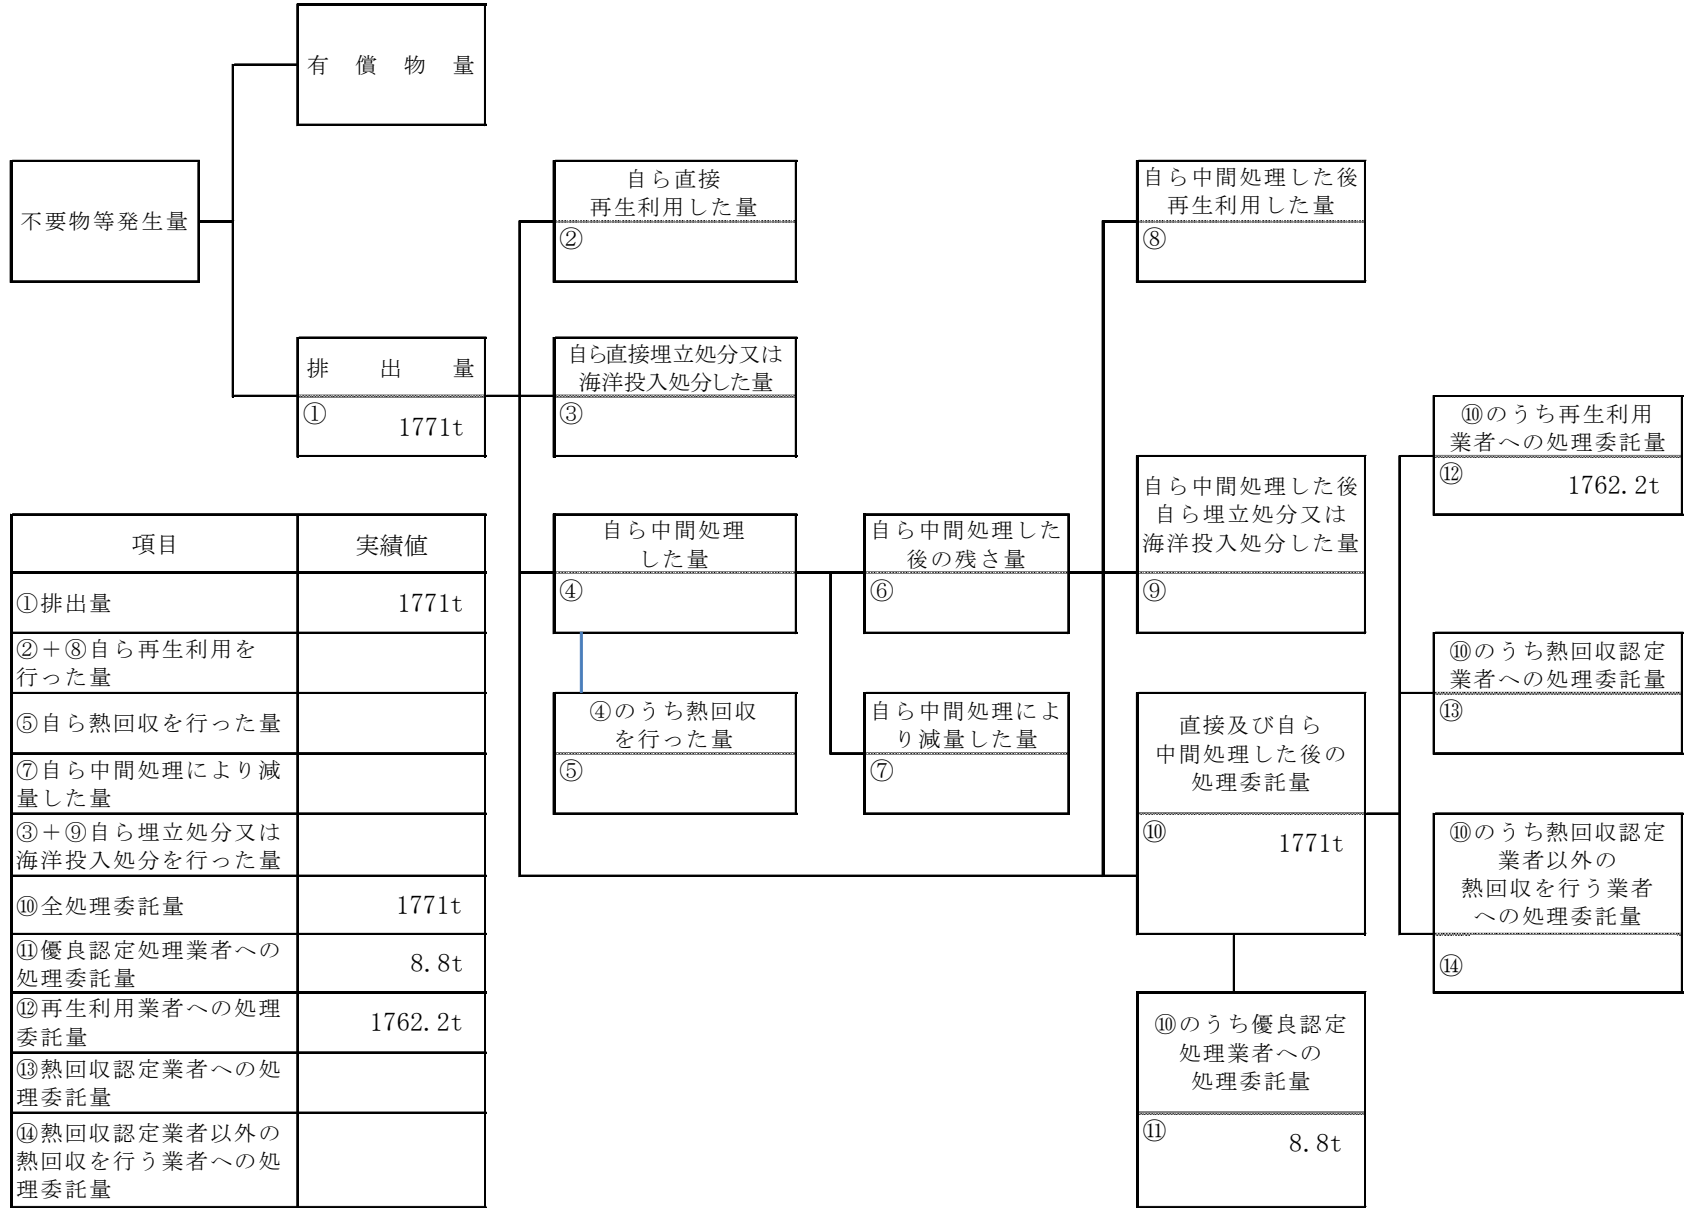 有償物量
不要物等発生量
排出量
①
1771t
自ら直接
再生利用した量
②
自ら直接埋立処分又は
海洋投入処分した量
③
自ら中間処理
した量
④
④のうち熱回収
を行った量
⑤
自ら中間処理した
後の残さ量
⑥
自ら中間処理によ
り減量した量
⑦
自ら中間処理した後
再生利用した量
⑧
自ら中間処理した後
自ら埋立処分又は
海洋投入処分した量
⑨
直接及び自ら
中間処理した後の
処理委託量
⑩
1771t
⑩のうち優良認定
処理業者への
処理委託量
⑪
8.8t
⑩のうち再生利用
業者への処理委託量
⑫
1762.2t
⑩のうち熱回収認定
業者への処理委託量
⑬
⑩のうち熱回収認定
業者以外の
熱回収を行う業者
への処理委託量
⑭
項目 実績値
①排出量 1771t
②＋⑧自ら再生利用を
行った量
⑤自ら熱回収を行った量
⑦自ら中間処理により減
量した量
③＋⑨自ら埋立処分又は
海洋投入処分を行った量
⑩全処理委託量 1771t
⑪優良認定処理業者への
処理委託量
8.8t
⑫再生利用業者への処理
委託量
1762.2t
⑬熱回収認定業者への処
理委託量
⑭熱回収認定業者以外の
熱回収を行う業者への処
理委託量